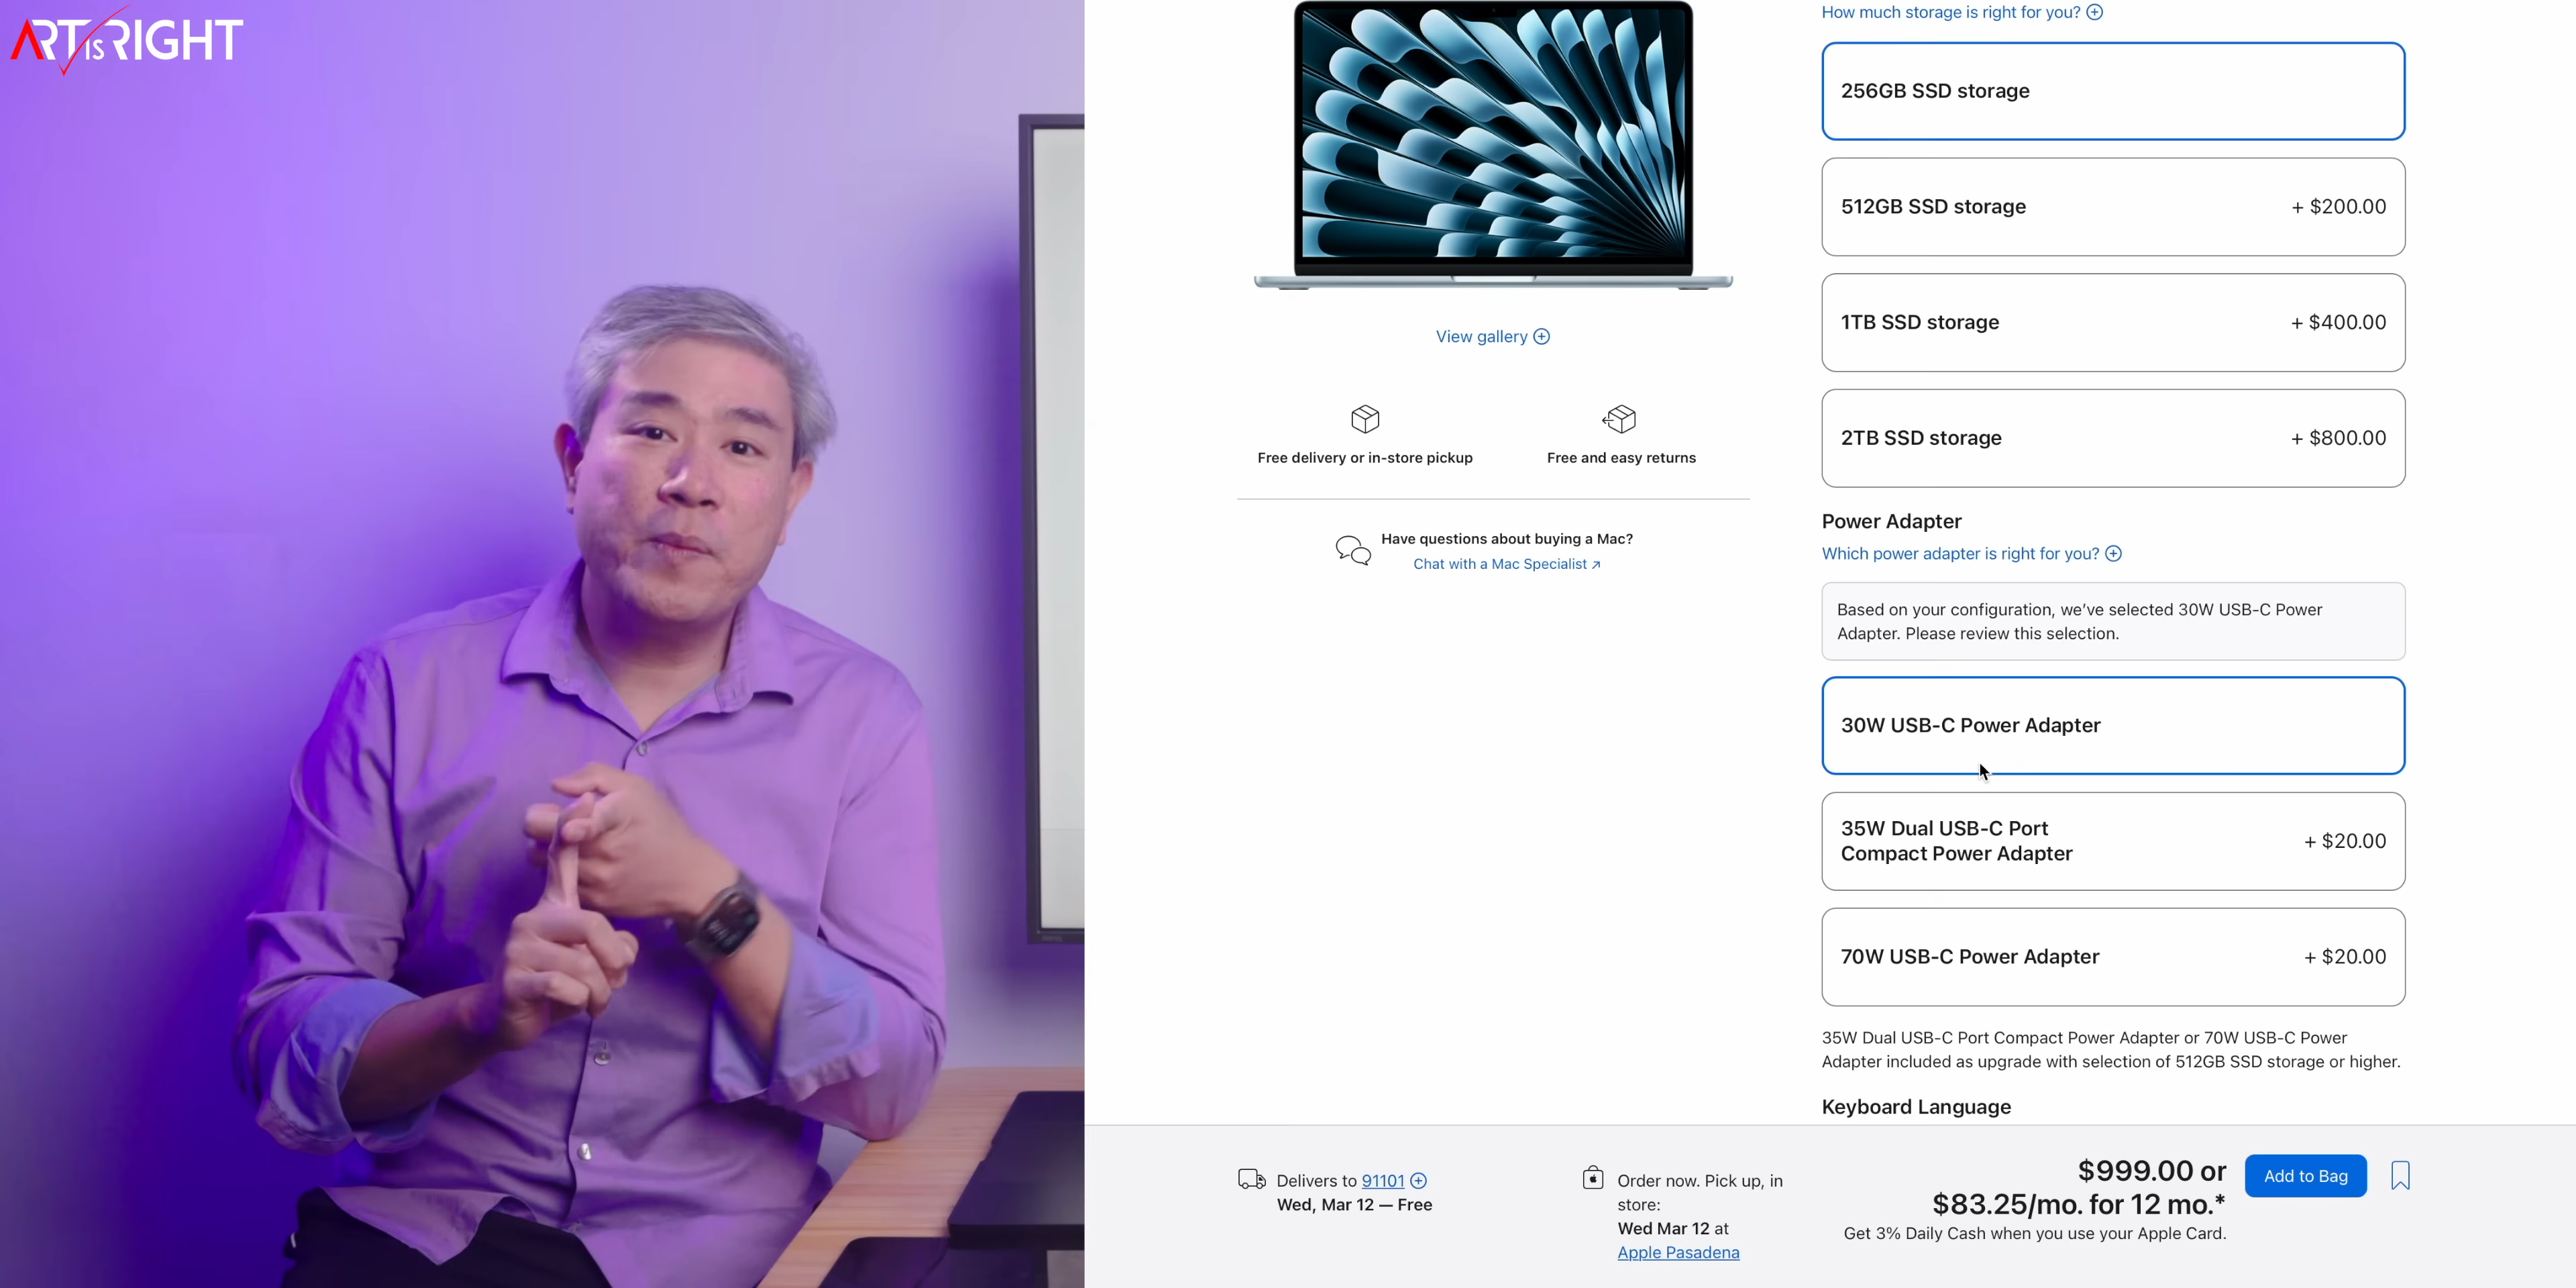 ARTisRIGHT
How much storage is right for you?
256GB SSD storage
512GB SSD storage + $200.00
1TB SSD storage + $400.00
2TB SSD storage + $800.00
View gallery
Free delivery or in-store pickup
Free and easy returns
Have questions about buying a Mac?
Chat with a Mac Specialist ↗
Power Adapter
Which power adapter is right for you?
Based on your configuration, we’ve selected 30W USB-C Power
Adapter. Please review this selection.
30W USB-C Power Adapter
35W Dual USB-C Port
Compact Power Adapter + $20.00
70W USB-C Power Adapter + $20.00
35W Dual USB-C Port Compact Power Adapter or 70W USB-C Power
Adapter included as upgrade with selection of 512GB SSD storage or higher.
Keyboard Language
Delivers to 91101
Wed, Mar 12 — Free
Order now. Pick up, in
store:
Wed Mar 12 at
Apple Pasadena
$999.00 or
$83.25/mo. for 12 mo.*
Get 3% Daily Cash when you use your Apple Card.
Add to Bag